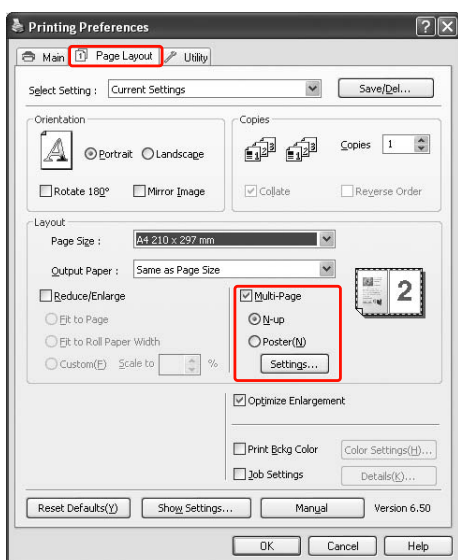 Printing Preferences
Main 1 Page Layout Utility
Select Setting : Current Settings Save/Del...
Orientation Copies
A Portrait Landscape Copies 1
Rotate 180° Mirror Image Collate Reverse Order
Layout
Page Size : A4 210 x 297 mm
Output Paper : Same as Page Size
Reduce/Enlarge Multi-Page 2
Fit to Page N-up
Fit to Roll Paper Width Poster(N)
Custom(F) Scale to % Settings...
Optimize Enlargement
Print Bckg Color Color Settings(H)...
Job Settings Details(K)...
Reset Defaults(Y) Show Settings... Manual Version 6.50
OK Cancel Help